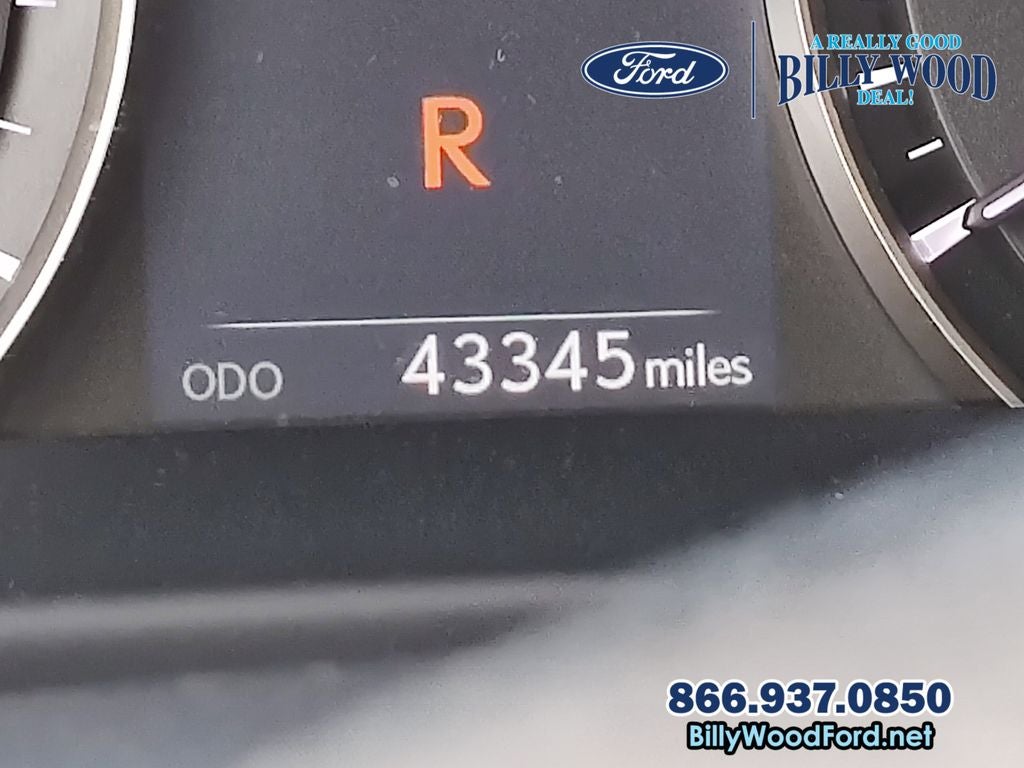 Ford
A REALLY GOOD
BILLY WOOD
DEAL!
R
ODO 43345 miles
866.937.0850
BillyWoodFord.net